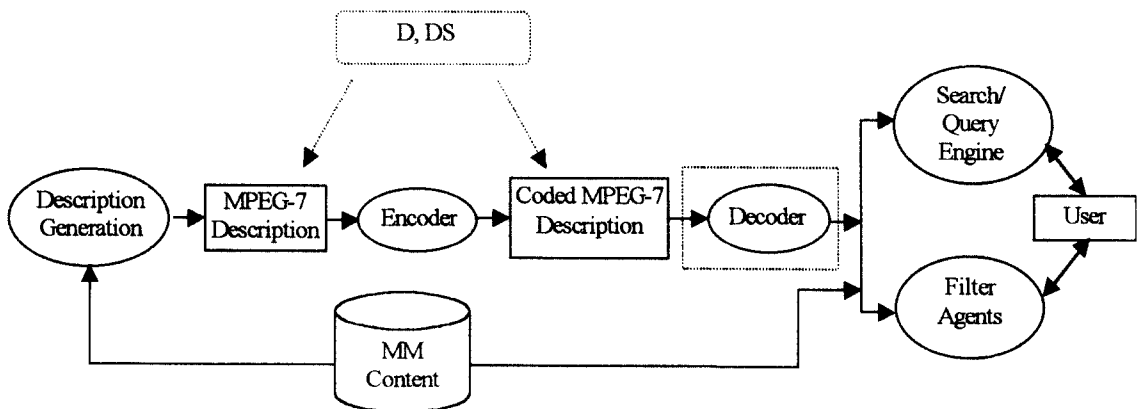 D, DS
Search/
Query
Engine
Description
Generation
MPEG-7
Description
Encoder
Coded MPEG-7
Description
Decoder
User
Filter
Agents
MM
Content